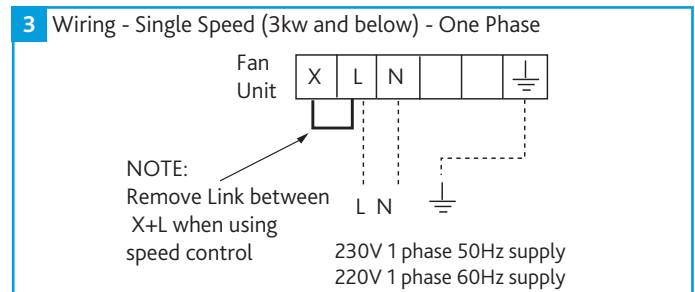 3 Wiring - Single Speed (3kw and below) - One Phase
Fan
Unit
X L N
NOTE:
Remove Link between
X+L when using
speed control
L N
230V 1 phase 50Hz supply
220V 1 phase 60Hz supply